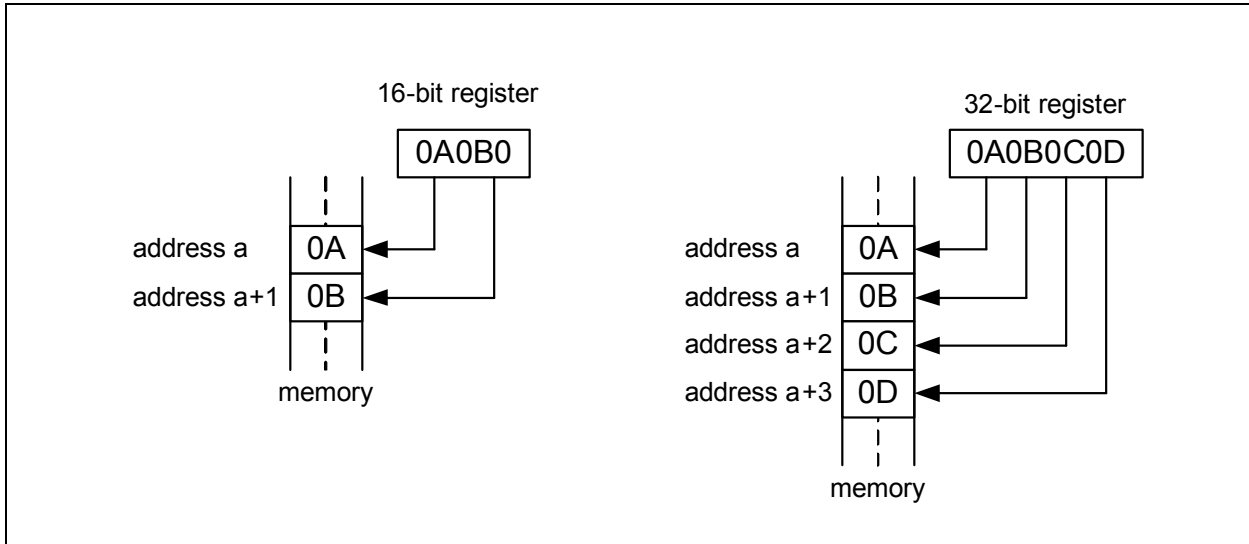 16-bit register
0A0B0
address a
0A
address a+1
0B
memory
32-bit register
0A0B0C0D
address a
0A
address a+1
0B
address a+2
0C
address a+3
0D
memory